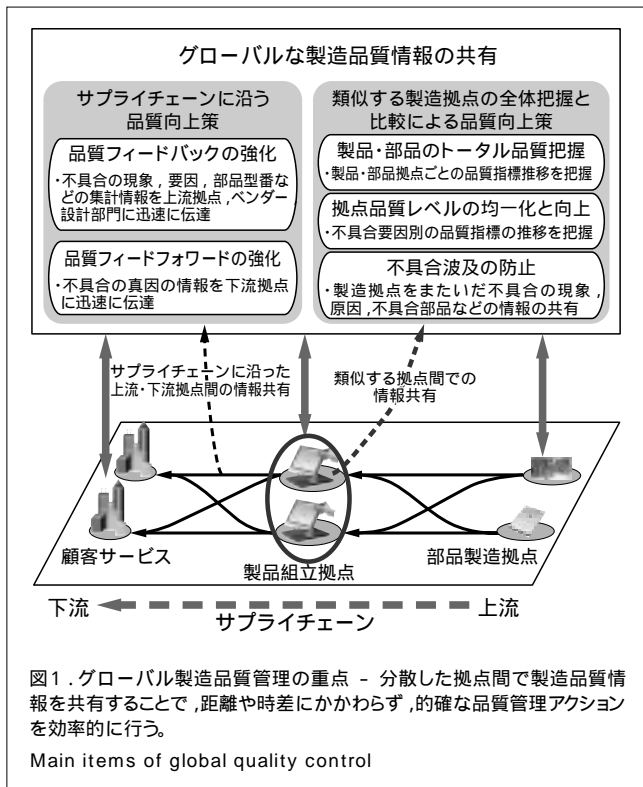 グローバルな製造品質情報の共有
サプライチェーンに沿う
品質向上策
品質フィードバックの強化
・不具合の現象，要因，部品型番な
どの集計情報を上流拠点，ベンダー
設計部門に迅速に伝達
品質フィードフォワードの強化
・不具合の真因の情報を下流拠点
に迅速に伝達
類似する製造拠点の全体把握と
比較による品質向上策
製品・部品のトータル品質把握
・製品・部品拠点ごとの品質指標推移を把握
拠点品質レベルの均一化と向上
・不具合要因別の品質指標の推移を把握
不具合波及の防止
・製造拠点をまたいだ不具合の現象，
原因，不具合部品などの情報の共有
サプライチェーンに沿った
上流・下流拠点間の情報共有
類似する拠点間での
情報共有
顧客サービス
製品組立拠点
部品製造拠点
下流
上流
サプライチェーン
図1．グローバル製造品質管理の重点 － 分散した拠点間で製造品質情
報を共有することで，距離や時差にかかわらず，的確な品質管理アクション
を効率的に行う。
Main items of global quality control